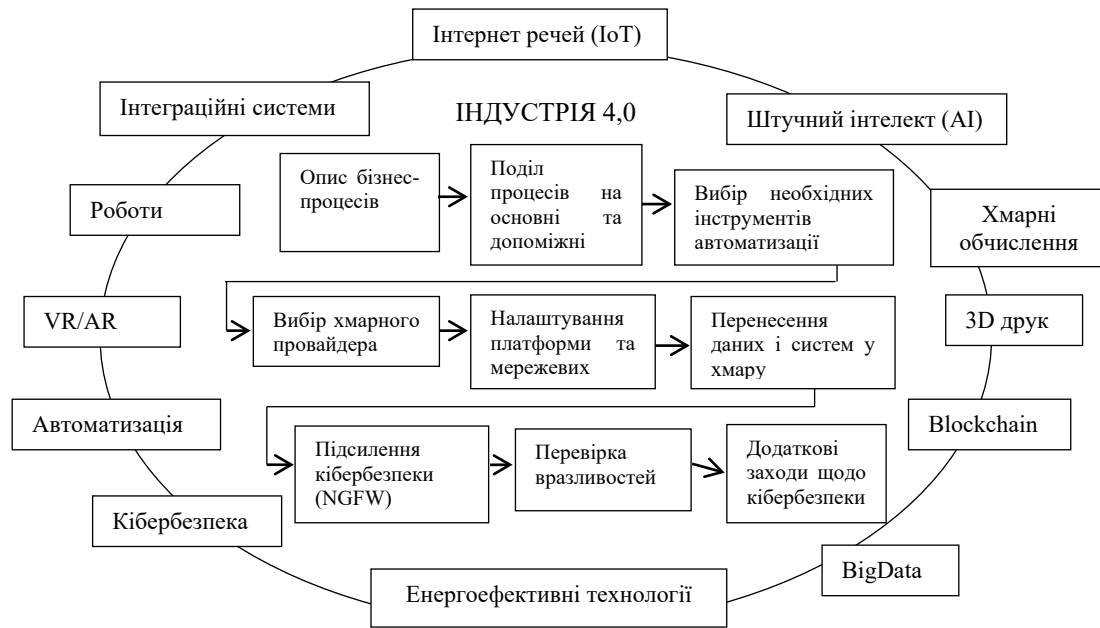 Інтернет речей (IoT)
Інтеграційні системи
ІНДУСТРІЯ 4,0
Штучний інтелект (AI)
Опис бізнес-
процесів
Поділ
процесів на
основні та
допоміжні
Вибір необхідних
інструментів
автоматизації
Роботи
Хмарні
обчислення
VR/AR
Вибір хмарного
провайдера
Налаштування
платформи та
мережевих
Перенесення
даних і систем у
хмару
3D друк
Автоматизація
Підсилення
кібербезпеки
(NGFW)
Перевірка
вразливостей
Додаткові
заходи щодо
кібербезпеки
Blockchain
Кібербезпека
BigData
Енергоефективні технології